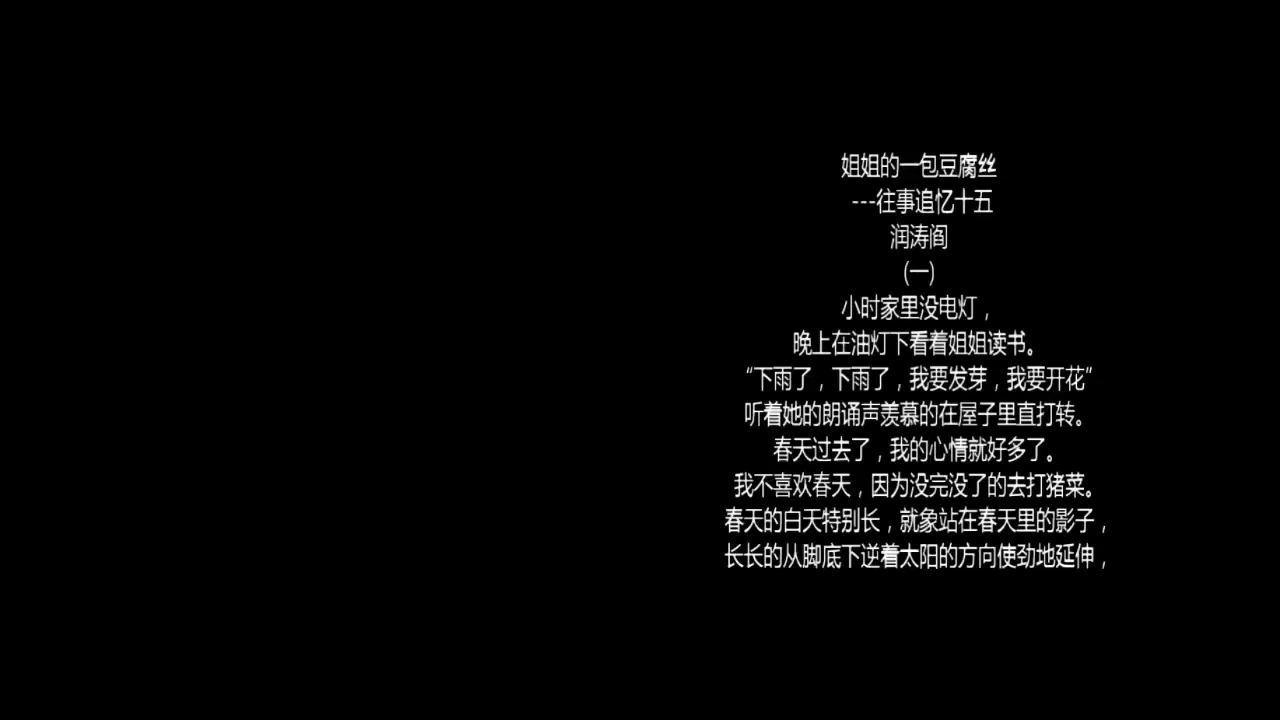 姐姐的一包豆腐丝
---往事追忆十五
润涛阎
(一)
小时家里没电灯，
晚上在油灯下看着姐姐读书。
“下雨了，下雨了，我要发芽，我要开花”
听着她的朗诵声羡慕的在屋子里直打转。
春天过去了，我的心情就好多了。
我不喜欢春天，因为没完没了的去打猪菜。
春天的白天特别长，就象站在春天里的影子，
长长的从脚底下逆着太阳的方向使劲地延伸，